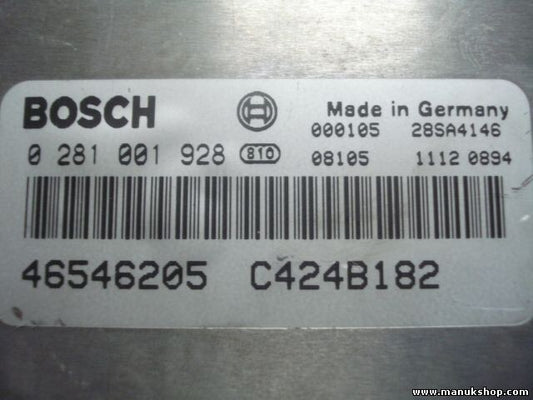 BOSCH Made in Germany
000105 28SA4146
0 281 001 928 810 08105 1112 0894
46546205 C424B182
www.manukshop.com